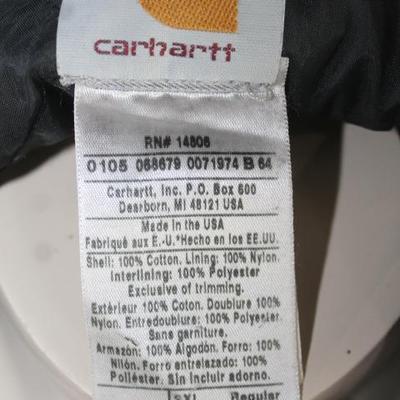 carhartt
RN# 14806
0105 068679 0071974 B 64
Carhartt, Inc. P.O. Box 600
Dearborn, MI 48121 USA
Made in the USA
Fabriqué aux E.-U.*Hecho en los EE.UU.
Shell: 100% Cotton. Lining: 100% Nylon.
Interlining: 100% Polyester
Exclusive of trimming.
Extérieur 100% Coton. Doublure 100%
Nylon. Entredoublure: 100% Polyester.
Sans garniture.
Armazón: 100% Algodón. Forro: 100%
Nilón. Forro entrelazado: 100%
Poliéster. Sin incluir adorno.
Regular